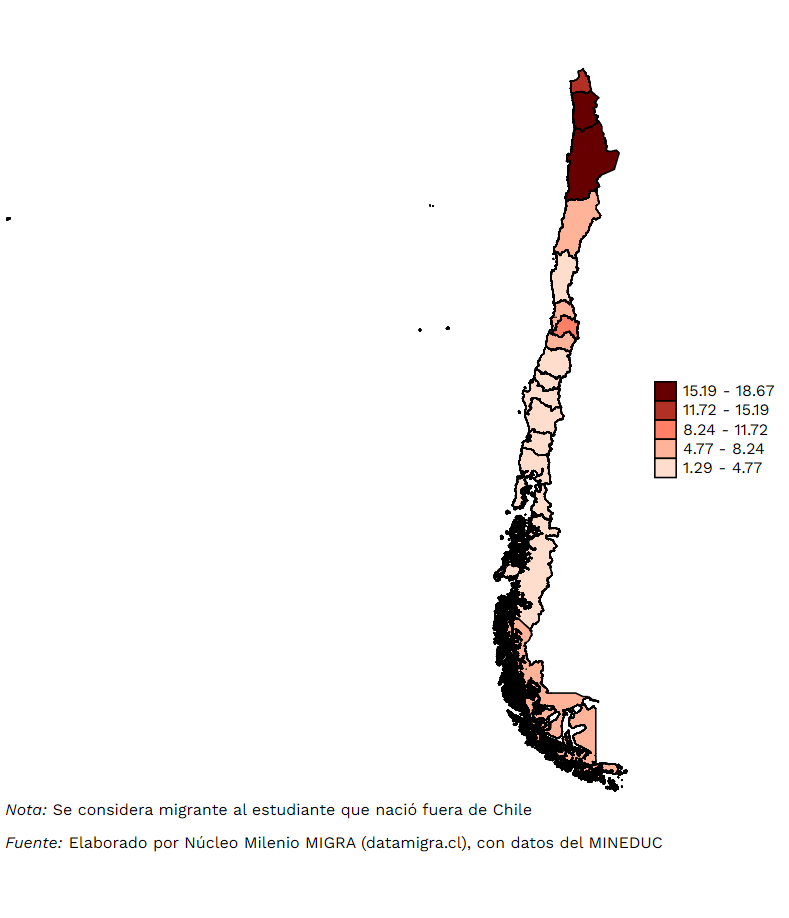 15.19 - 18.67
11.72 - 15.19
8.24 - 11.72
4.77 - 8.24
1.29 - 4.77
Nota: Se considera migrante al estudiante que nació fuera de Chile
Fuente: Elaborado por Núcleo Milenio MIGRA (datamigra.cl), con datos del MINEDUC